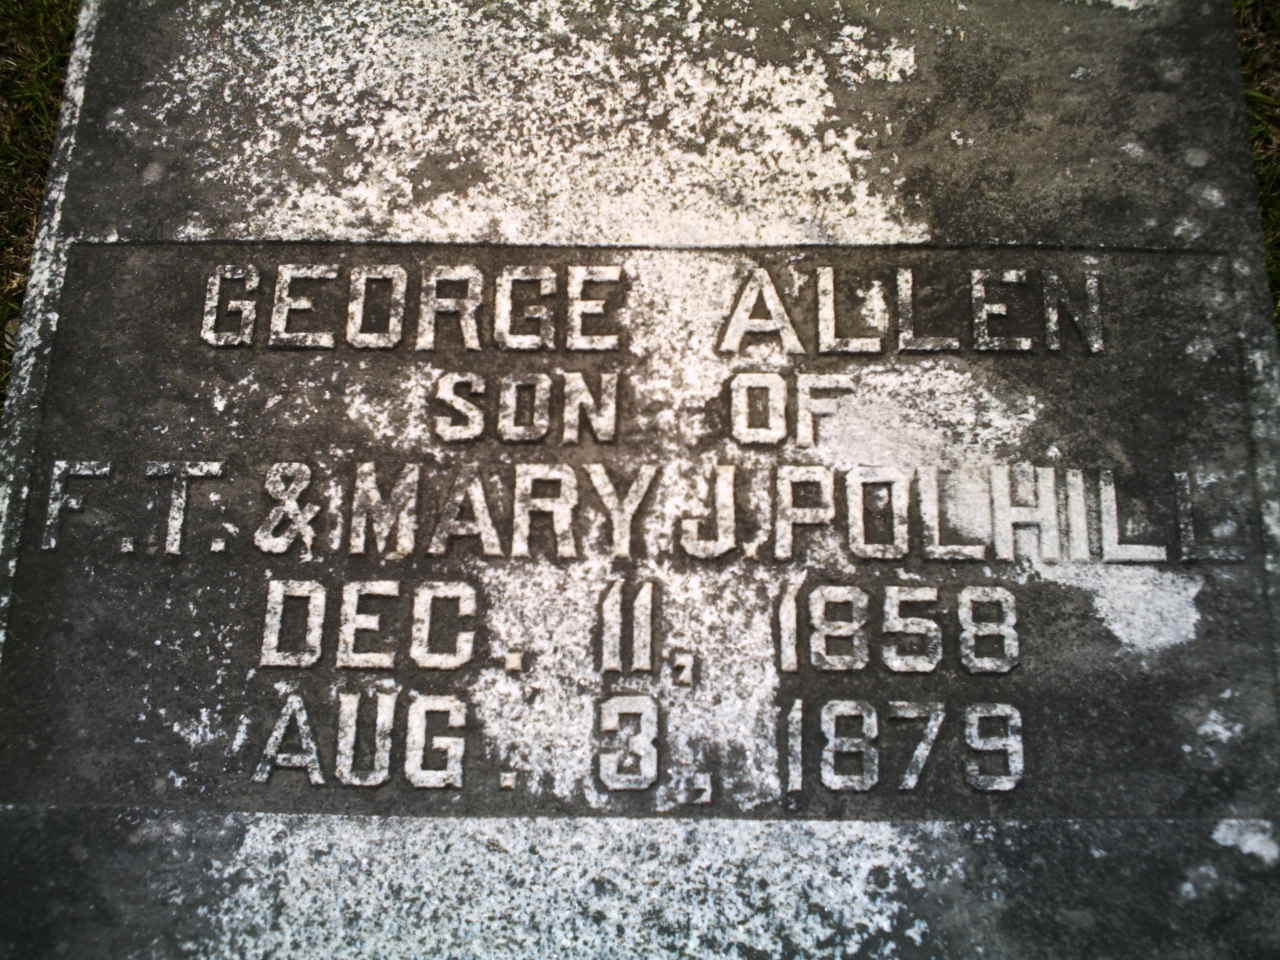 GEORGE ALLEN
SON OF
F.T. & MARY J. POLHILL
DEC. 11, 1858
AUG. 3, 1879